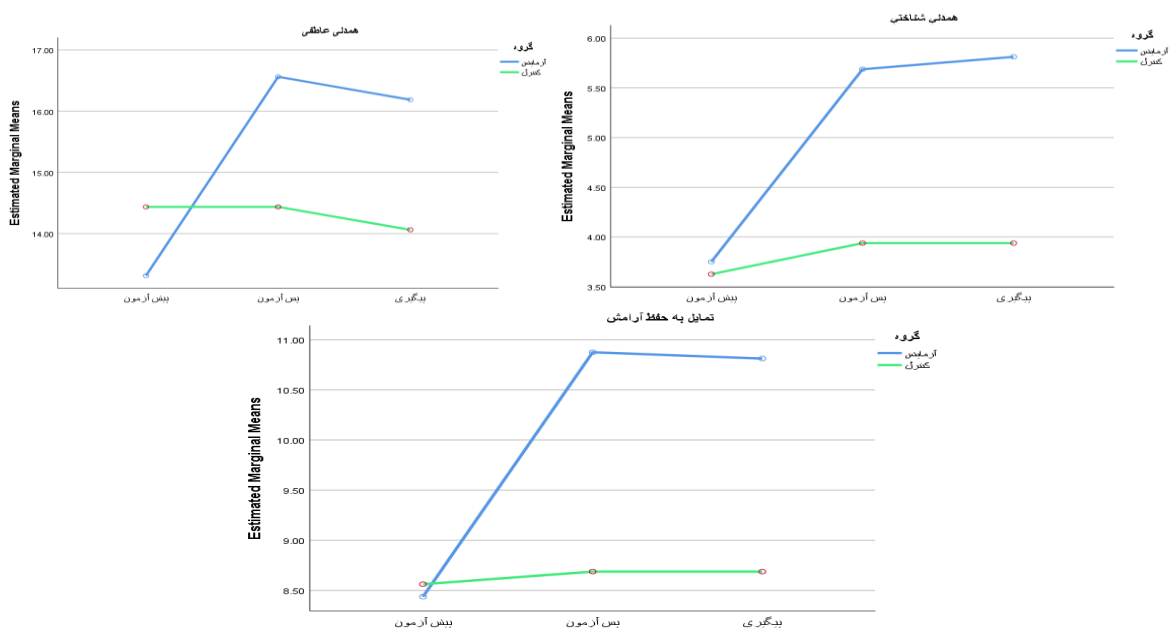 همدلی عاطفی
گروه
آزمایش
کنترل
Estimated Marginal Means
17.00
16.00
15.00
14.00
پیش آزمون
پس آزمون
پیگیری
همدلی شناختی
گروه
آزمایش
کنترل
Estimated Marginal Means
6.00
5.50
5.00
4.50
4.00
3.50
پیش آزمون
پس آزمون
پیگیری
تمایل به حفظ آرامش
گروه
آزمایش
کنترل
Estimated Marginal Means
11.00
10.50
10.00
9.50
9.00
8.50
پیش آزمون
پس آزمون
پیگیری